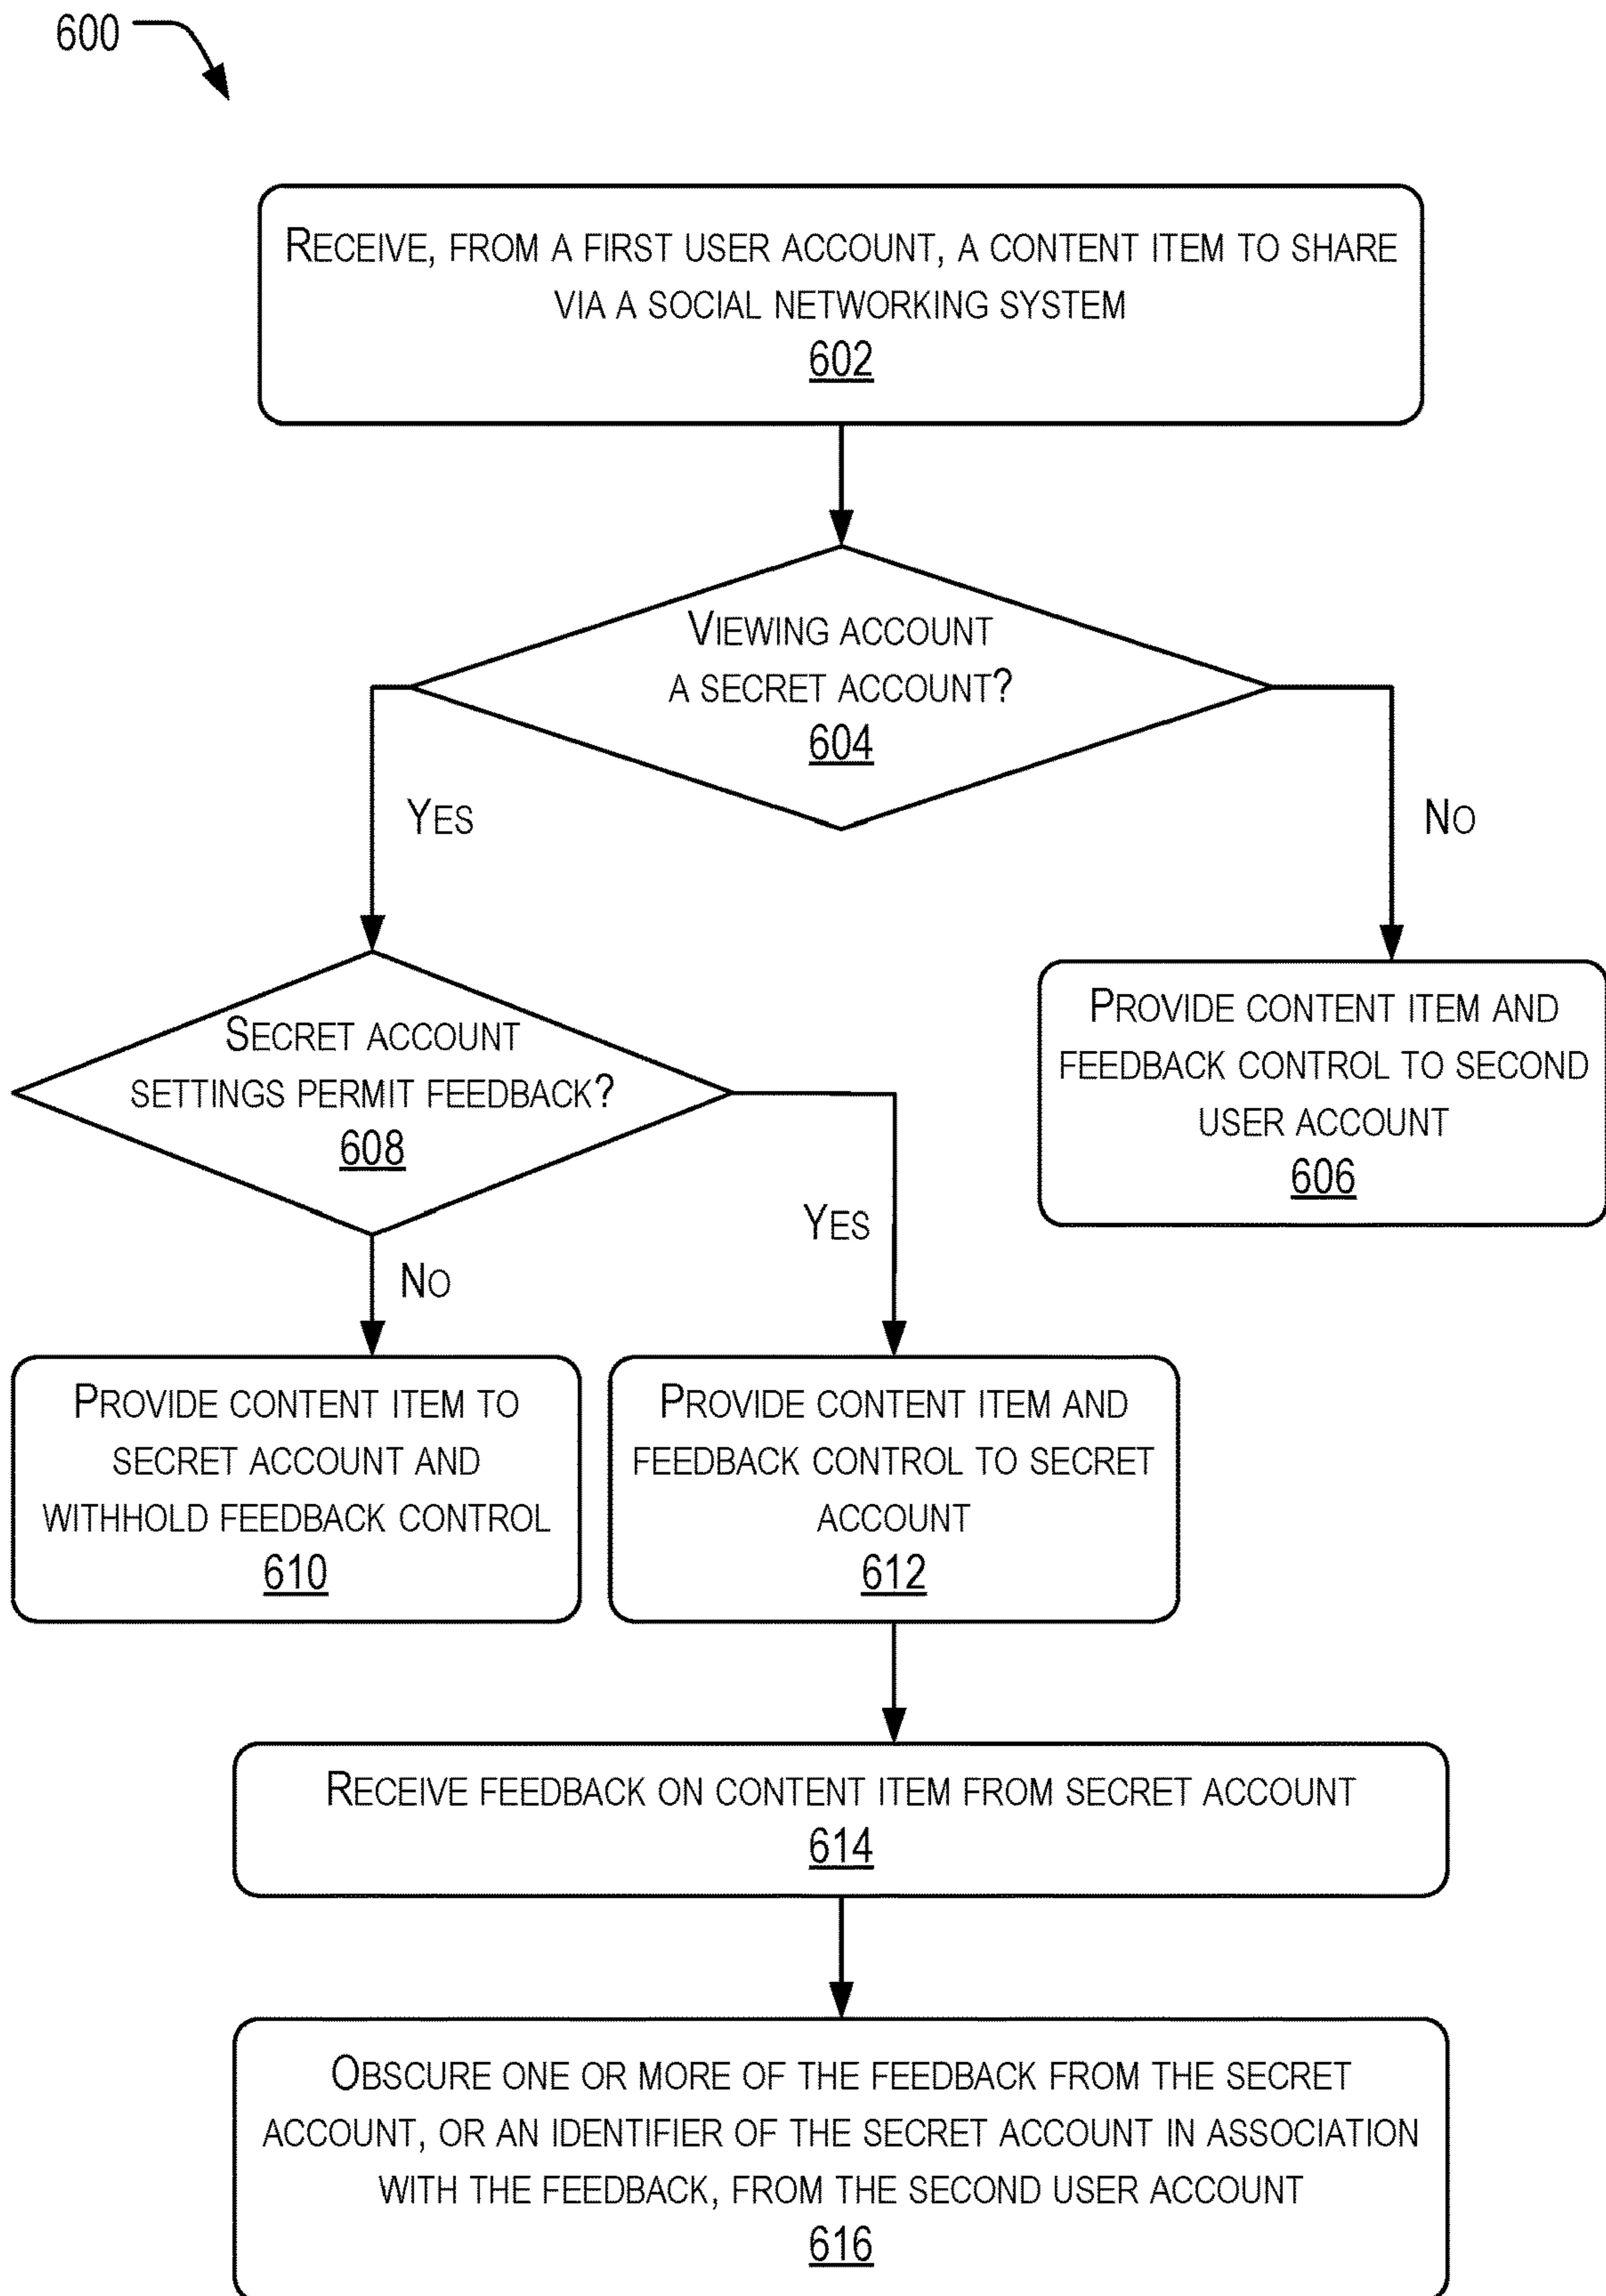 600
Receive, from a first user account, a content item to share
via a social networking system
602
Viewing account
a secret account?
604
Yes
No
Secret account
settings permit feedback?
608
Provide content item and
feedback control to second
user account
606
Yes
No
Provide content item to
secret account and
withhold feedback control
610
Provide content item and
feedback control to secret
account
612
Receive feedback on content item from secret account
614
Obscure one or more of the feedback from the secret
account, or an identifier of the secret account in association
with the feedback, from the second user account
616